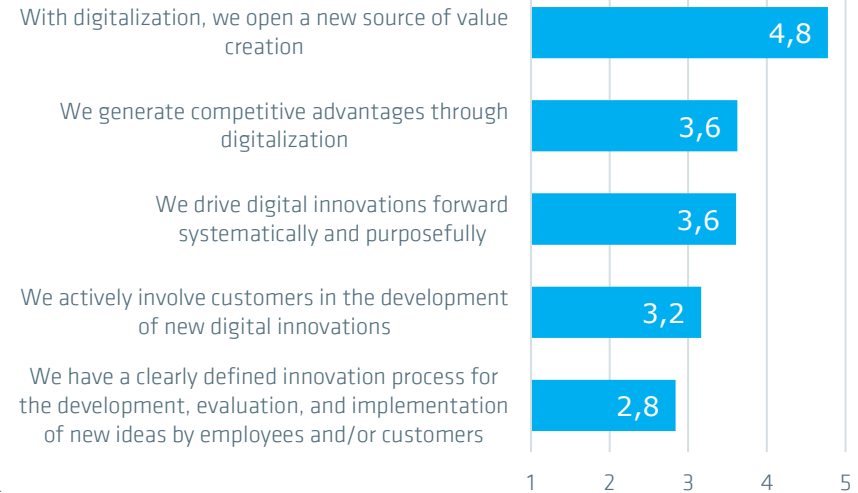 With digitalization, we open a new source of value
creation
4,8
We generate competitive advantages through
digitalization
3,6
We drive digital innovations forward
systematically and purposefully
3,6
We actively involve customers in the development
of new digital innovations
3,2
We have a clearly defined innovation process for
the development, evaluation, and implementation
of new ideas by employees and/or customers
2,8
1 2 3 4 5